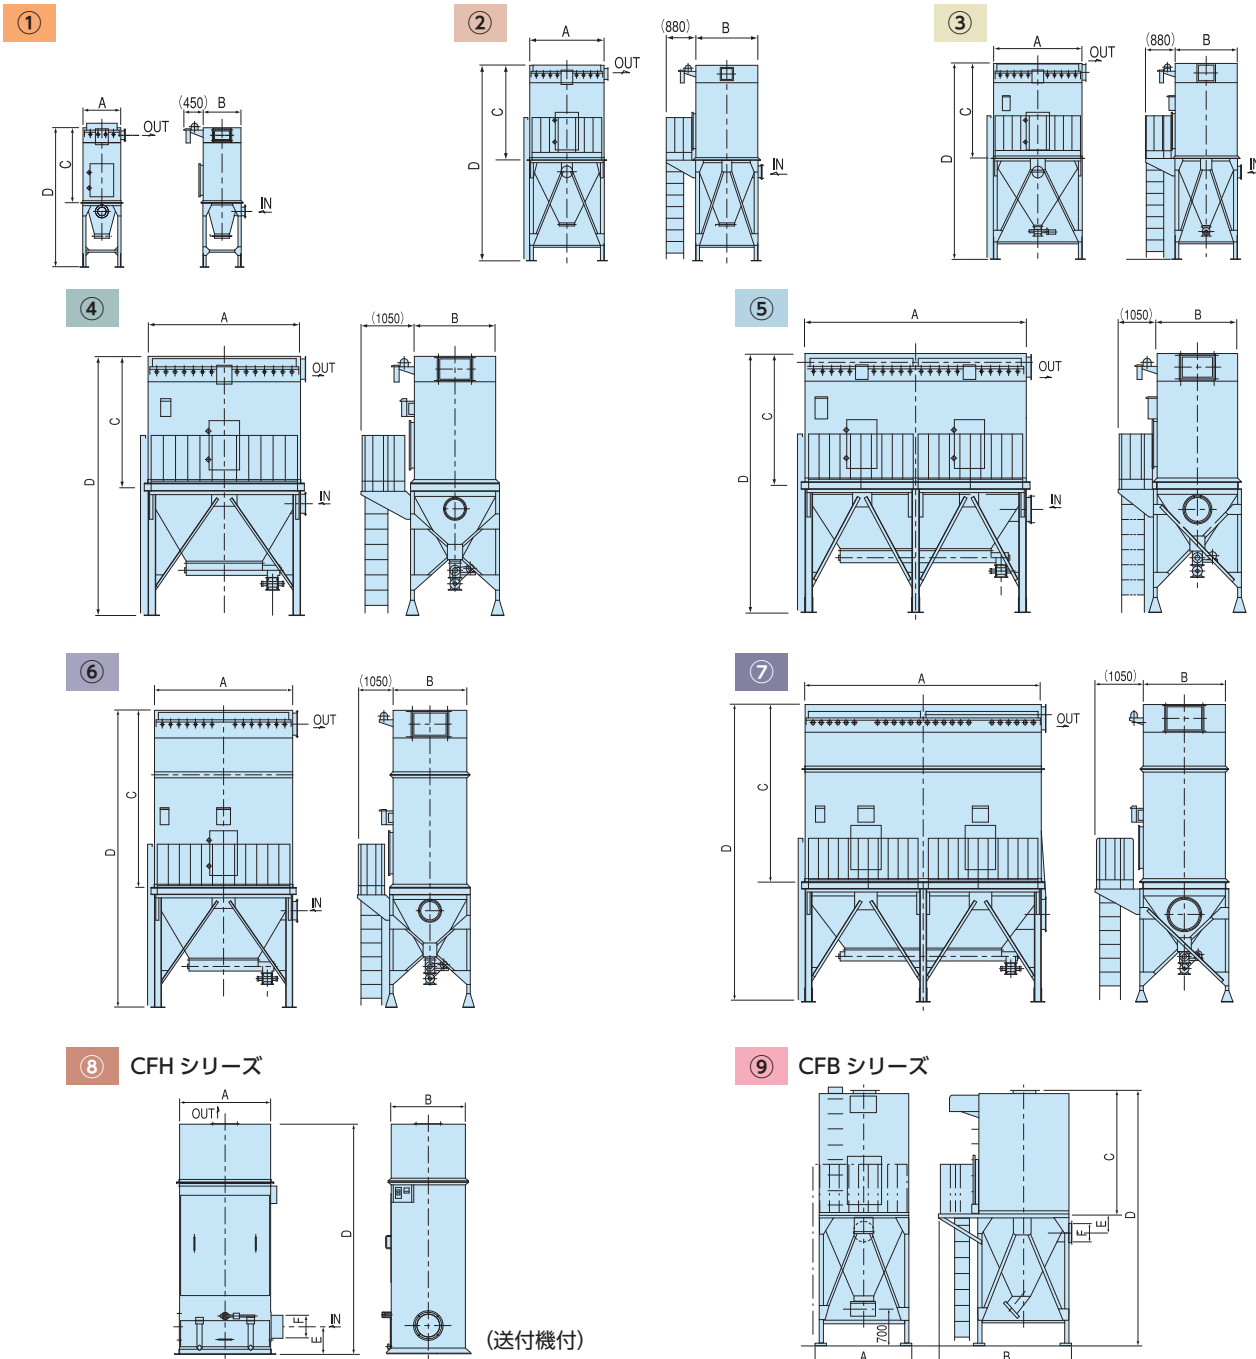 ①
A
(450)
B
OUT
C
D
IN
②
A
(880)
B
OUT
C
D
IN
③
A
OUT
(880)
B
C
D
IN
④
A
(1050)
B
OUT
C
D
IN
⑤
A
(1050)
B
OUT
C
D
IN
⑥
A
(1050)
B
OUT
C
D
IN
⑦
A
(1050)
B
OUT
C
D
⑧ CFH シリーズ
A
OUT
B
D
F
IN
E
(送付機付)
⑨ CFB シリーズ
C
D
E
F
700
A
B